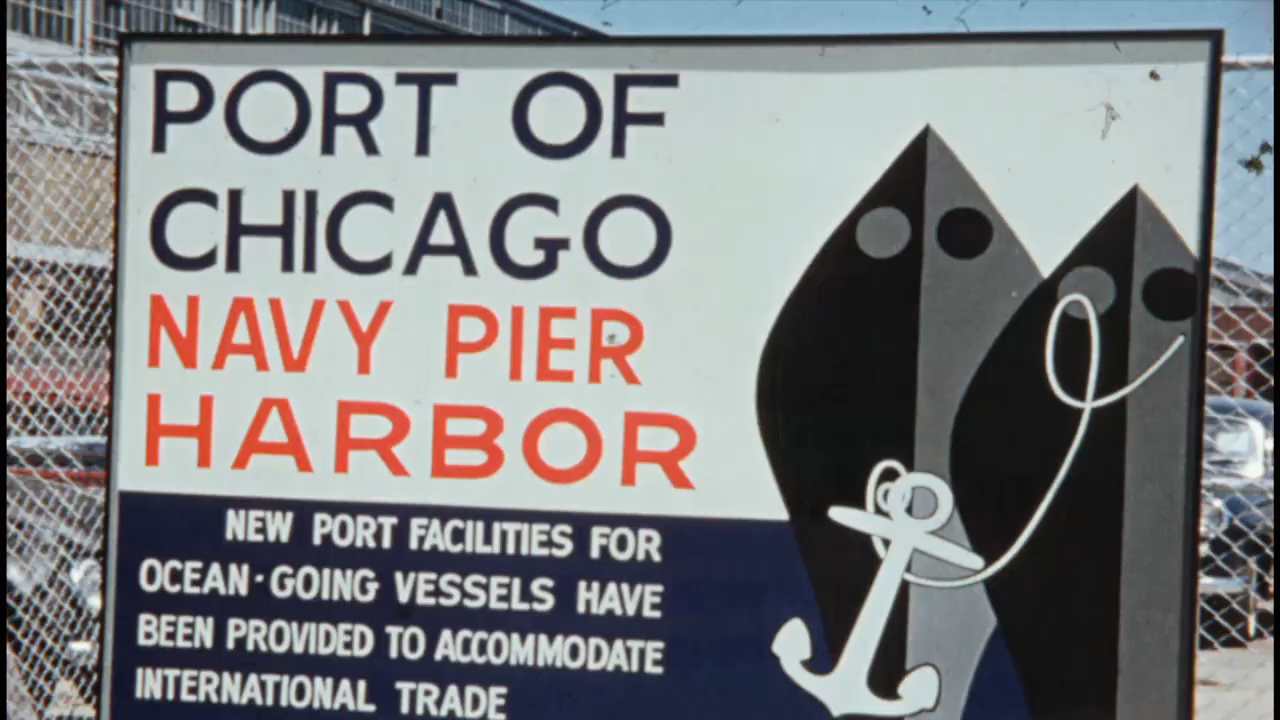 PORT OF
CHICAGO
NAVY PIER
HARBOR
NEW PORT FACILITIES FOR
OCEAN-GOING VESSELS HAVE
BEEN PROVIDED TO ACCOMMODATE
INTERNATIONAL TRADE